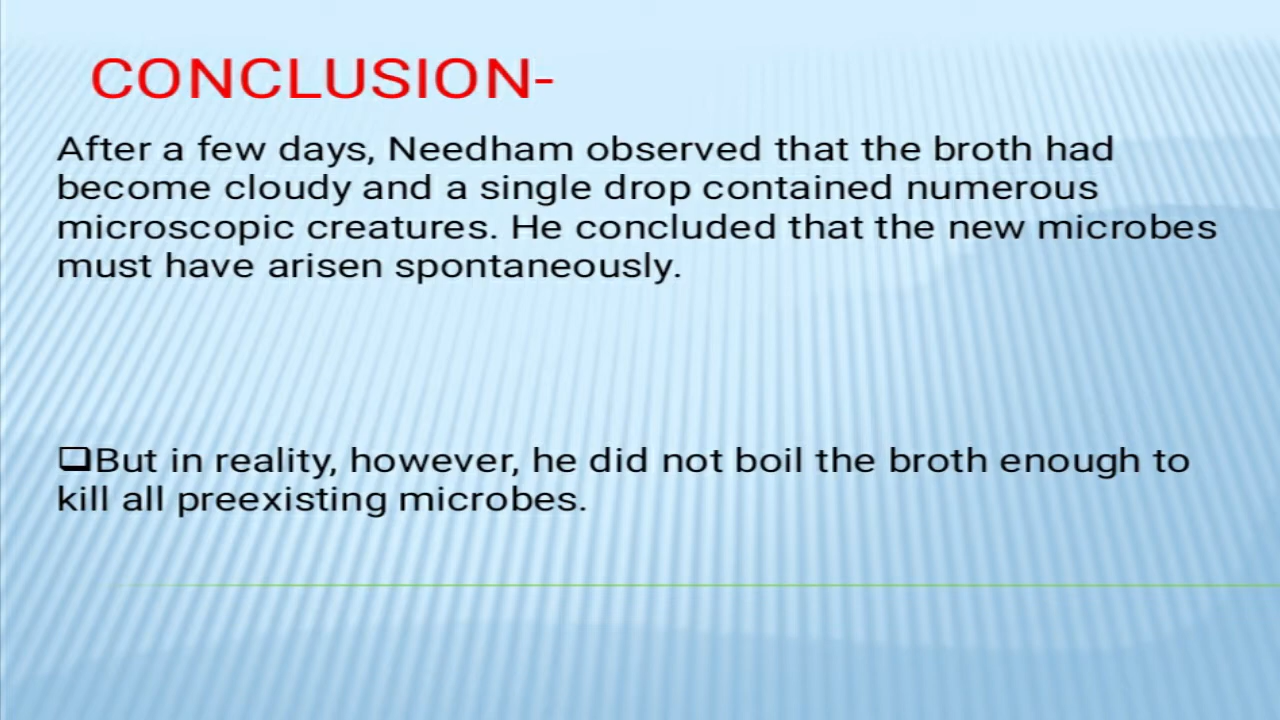 CONCLUSION-
After a few days, Needham observed that the broth had
become cloudy and a single drop contained numerous
microscopic creatures. He concluded that the new microbes
must have arisen spontaneously.
❑But in reality, however, he did not boil the broth enough to
kill all preexisting microbes.